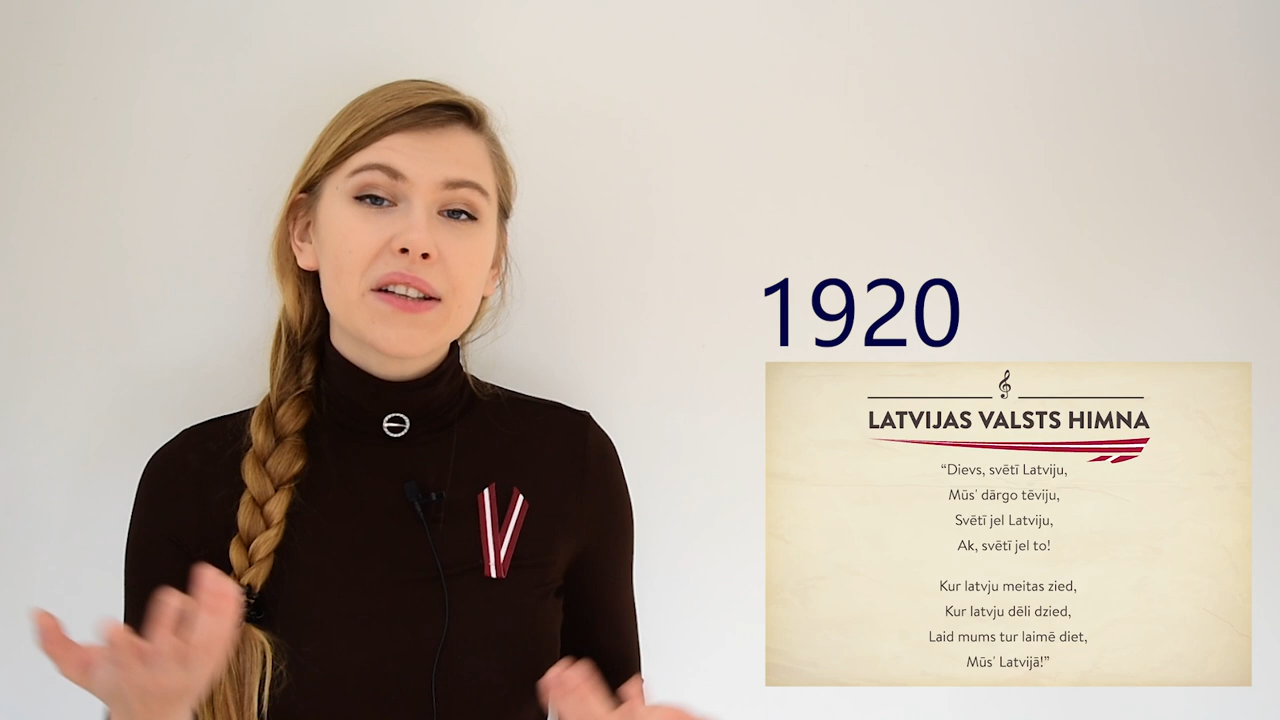 1920
LATVIJAS VALSTS HIMNA
“Dievs, svētī Latviju,
Mūs' dārgo tēviju,
Svētī jel Latviju,
Ak, svētī jel to!
Kur latvju meitas zied,
Kur latvju dēli dzied,
Laid mums tur laimē diet,
Mūs' Latvijā!”